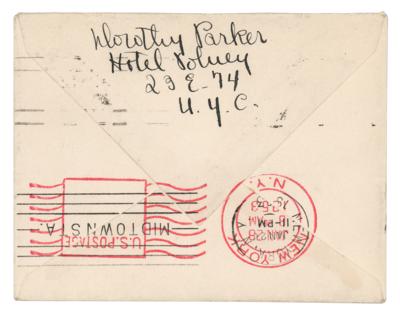 Dorothy Parker
Hotel Volney
23 E. 74
N.Y.C.
U.S. POSTAGE
MIDTOWN STA.
NEW YORK
N.Y.
JAN 28
11-PM